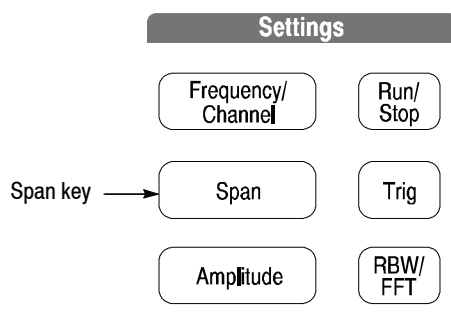 Settings
Frequency/
Channel
Run/
Stop
Span key
Span
Trig
Amplitude
RBW/
FFT